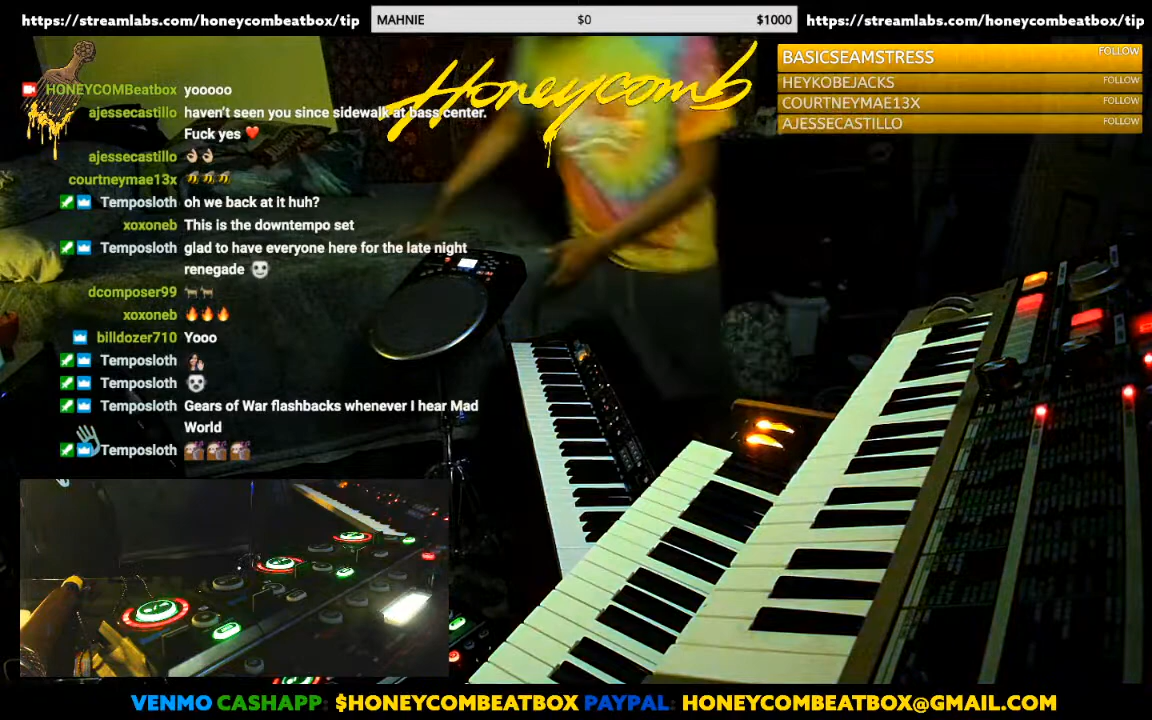 https://streamlabs.com/honeycombeatbox/tip
MAHNIE $0 $1000
https://streamlabs.com/honeycombeatbox/tip
Honeycomb
BASICSEAMSTRESS FOLLOW
HEYKOBEJACKS FOLLOW
COURTNEYMAE13X FOLLOW
AJESSECASTILLO FOLLOW
HONEYCOMBeatbox yooooo
ajessecastillo haven't seen you since sidewalk at bass center.
Fuck yes ❤️
ajessecastillo 👌🏼👌🏼
courtneymae13x 🐝🐝🐝
Temposloth oh we back at it huh?
xoxoneb This is the downtempo set
Temposloth glad to have everyone here for the late night
renegade
dcomposer99 🐐🐐
xoxoneb 🔥🔥🔥
billdozer710 Yooo
Temposloth
Temposloth
Temposloth Gears of War flashbacks whenever I hear Mad
World
Temposloth
VENMO CASHAPP: $HONEYCOMBEATBOX PAYPAL: HONEYCOMBEATBOX@GMAIL.COM